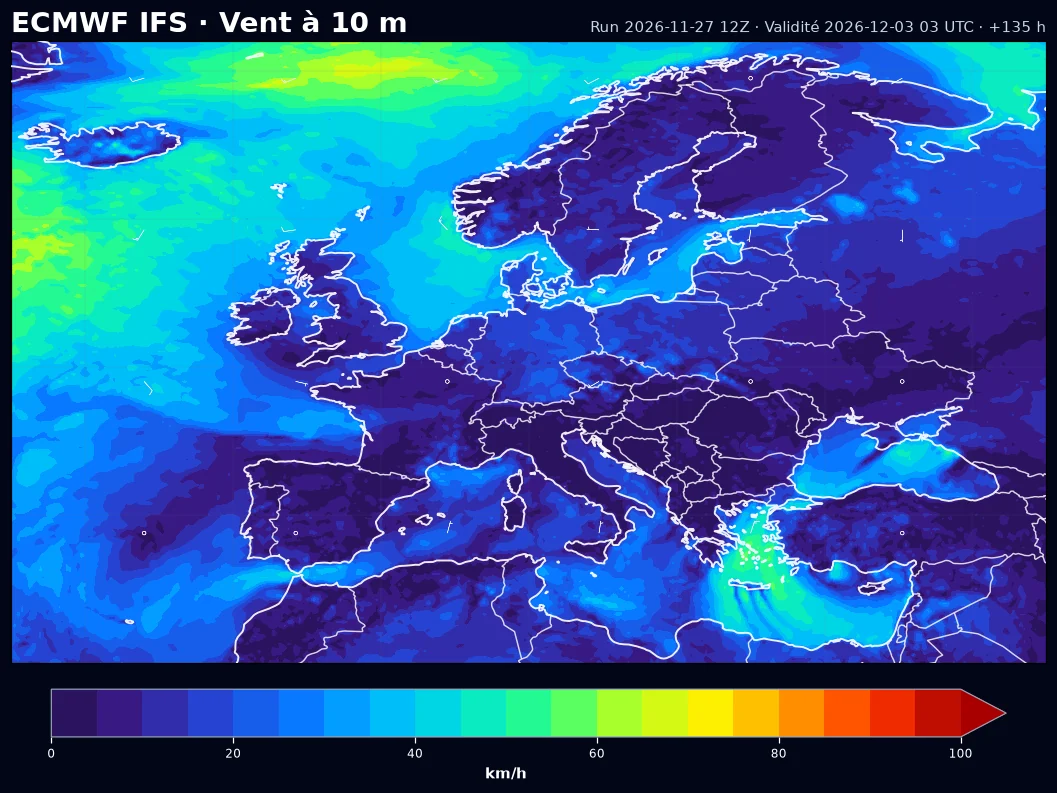 ECMWF IFS · Vent à 10 m
Run 2026-11-27 12Z · Validité 2026-12-03 03 UTC · +135 h
0 20 40 60 80 100
km/h